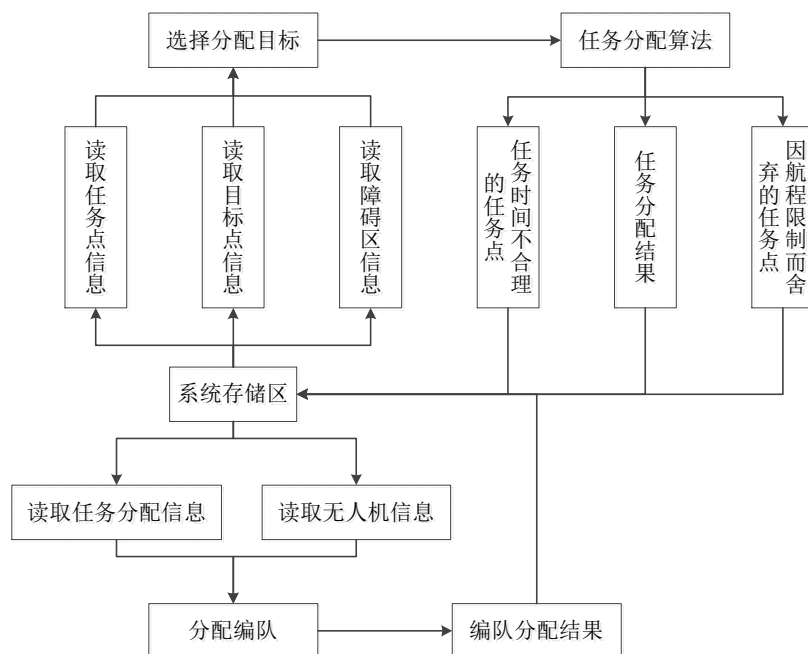 选择分配目标
任务分配算法
读取任务点信息
读取目标点信息
读取障碍区信息
任务时间不合理
的任务点
任务分配结果
因航程限制而舍
弃的任务点
系统存储区
读取任务分配信息
读取无人机信息
分配编队
编队分配结果